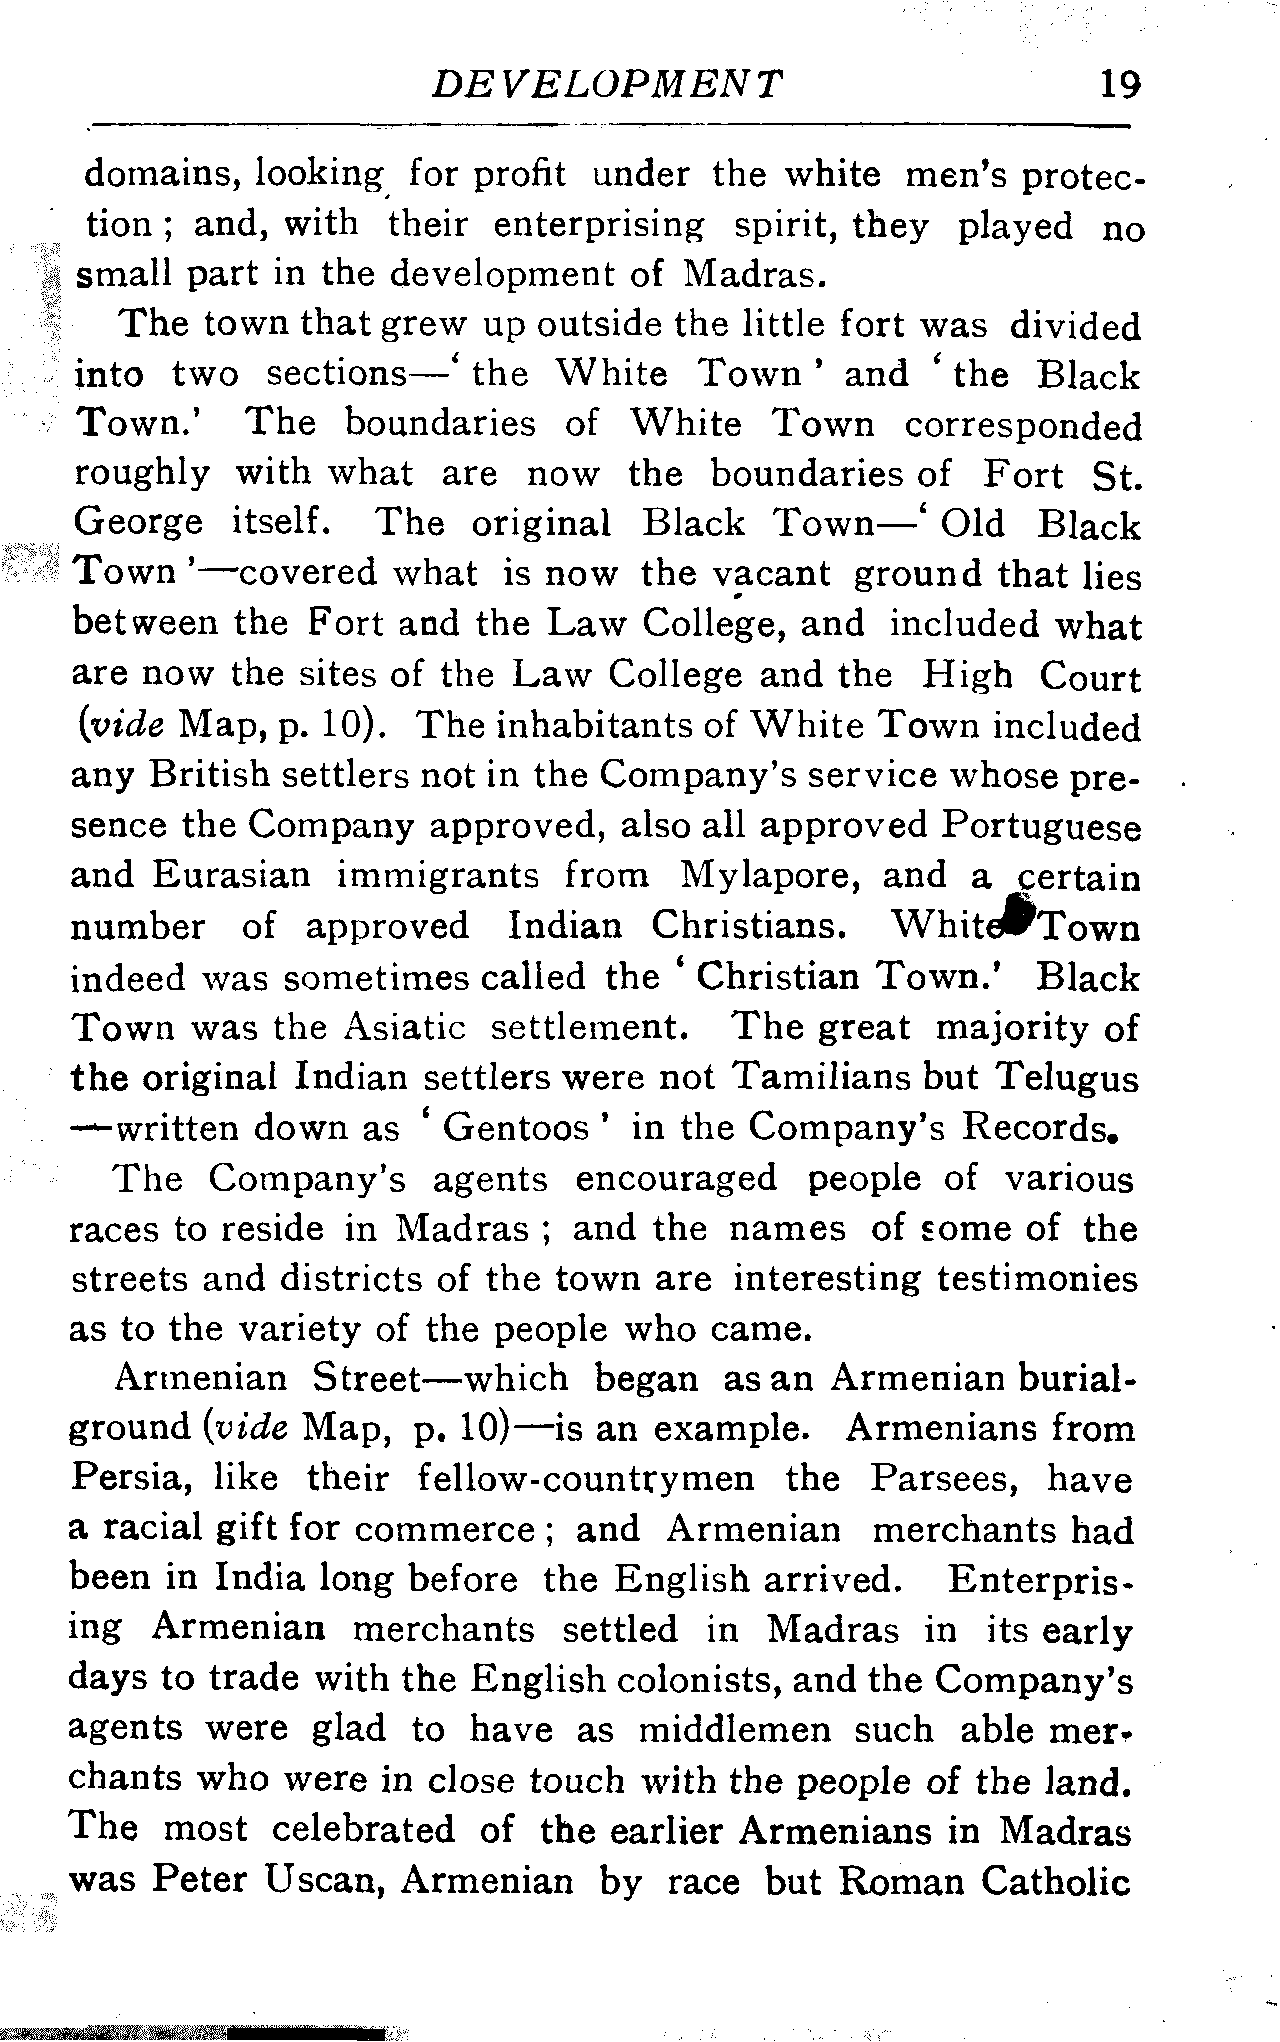 DEVELOPMENT 19
domains, looking for profit under the white men's protec-
tion ; and, with their enterprising spirit, they played no
small part in the development of Madras.
The town that grew up outside the little fort was divided
into two sections—‘ the White Town ’ and ‘ the Black
Town.’ The boundaries of White Town corresponded
roughly with what are now the boundaries of Fort St.
George itself. The original Black Town—‘ Old Black
Town ’—covered what is now the vacant ground that lies
between the Fort and the Law College, and included what
are now the sites of the Law College and the High Court
(vide Map, p. 10). The inhabitants of White Town included
any British settlers not in the Company's service whose pre-
sence the Company approved, also all approved Portuguese
and Eurasian immigrants from Mylapore, and a certain
number of approved Indian Christians. White Town
indeed was sometimes called the ‘ Christian Town.’ Black
Town was the Asiatic settlement. The great majority of
the original Indian settlers were not Tamilians but Telugus
—written down as ‘ Gentoos ’ in the Company's Records.
The Company's agents encouraged people of various
races to reside in Madras ; and the names of some of the
streets and districts of the town are interesting testimonies
as to the variety of the people who came.
Armenian Street—which began as an Armenian burial-
ground (vide Map, p. 10)—is an example. Armenians from
Persia, like their fellow-countrymen the Parsees, have
a racial gift for commerce ; and Armenian merchants had
been in India long before the English arrived. Enterpris-
ing Armenian merchants settled in Madras in its early
days to trade with the English colonists, and the Company's
agents were glad to have as middlemen such able mer-
chants who were in close touch with the people of the land.
The most celebrated of the earlier Armenians in Madras
was Peter Uscan, Armenian by race but Roman Catholic